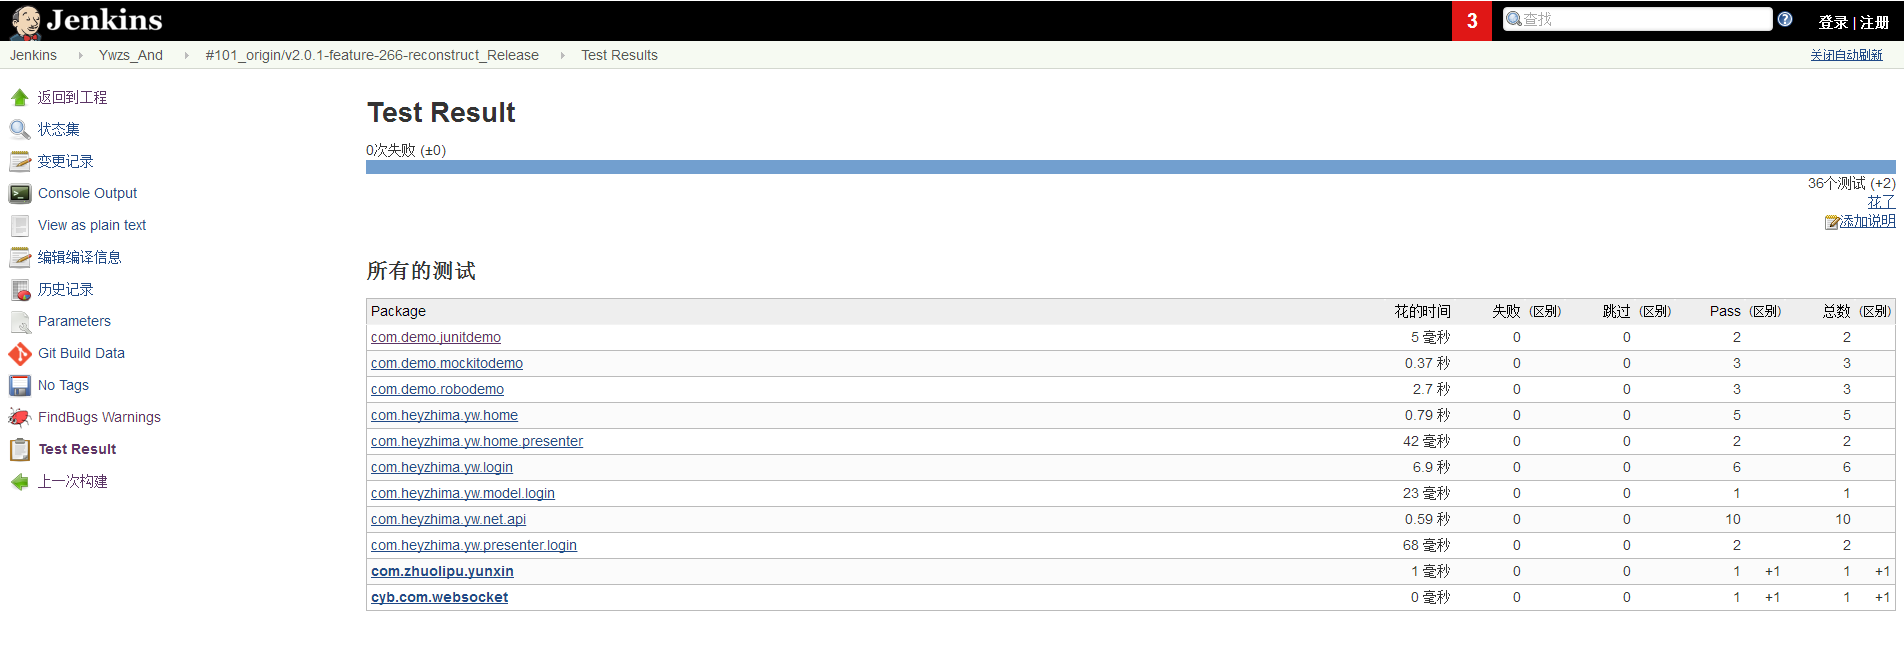 Jenkins
3
查找
登录 | 注册
Jenkins Ywzs_And #101_origin/v2.0.1-feature-266-reconstruct_Release Test Results
关闭自动刷新
返回到工程
状态集
变更记录
Console Output
View as plain text
编辑编译信息
历史记录
Parameters
Git Build Data
No Tags
FindBugs Warnings
Test Result
上一次构建
Test Result
0次失败 (±0)
36个测试 (+2)
花了
添加说明
所有的测试
Package 花的时间 失败 (区别) 跳过 (区别) Pass (区别) 总数 (区别)
com.demo.junitdemo 5 毫秒 0 0 2 2
com.demo.mockitodemo 0.37 秒 0 0 3 3
com.demo.robodemo 2.7 秒 0 0 3 3
com.heyzhima.yw.home 0.79 秒 0 0 5 5
com.heyzhima.yw.home.presenter 42 毫秒 0 0 2 2
com.heyzhima.yw.login 6.9 秒 0 0 6 6
com.heyzhima.yw.model.login 23 毫秒 0 0 1 1
com.heyzhima.yw.net.api 0.59 秒 0 0 10 10
com.heyzhima.yw.presenter.login 68 毫秒 0 0 2 2
com.zhuolipu.yunxin 1 毫秒 0 0 1 +1 1 +1
cyb.com.websocket 0 毫秒 0 0 1 +1 1 +1